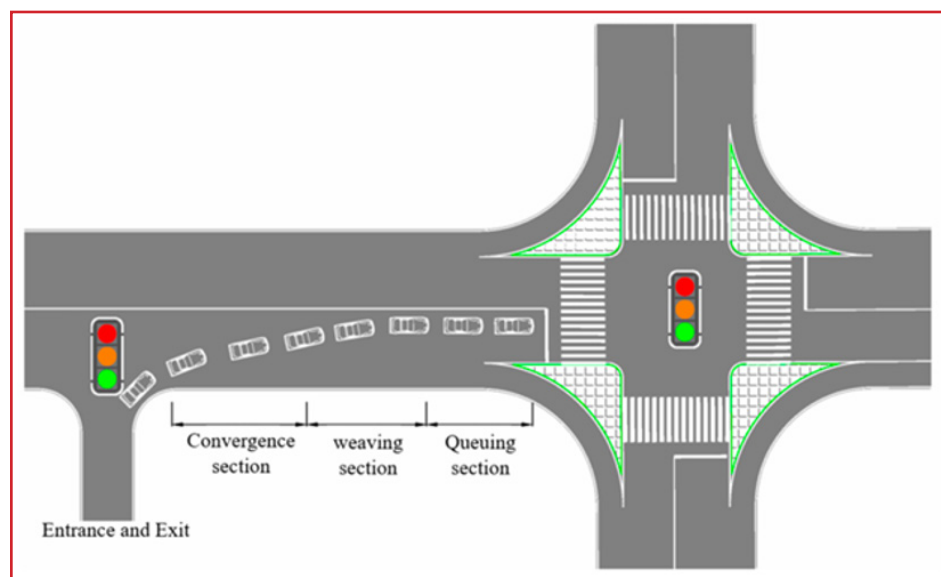 Convergence
section
weaving
section
Queuing
section
Entrance and Exit